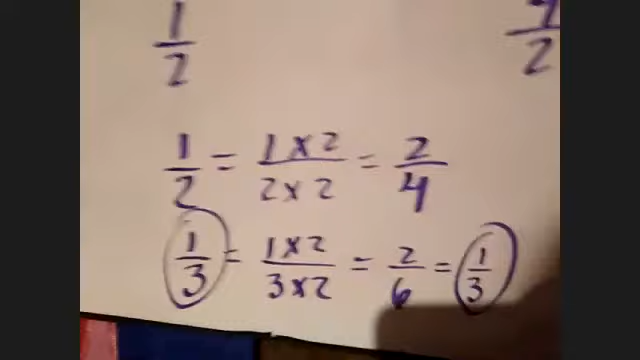 1/2
1/2 = 1x2/2x2 = 2/4
1/3 = 1x2/3x2 = 2/6 = 1/3